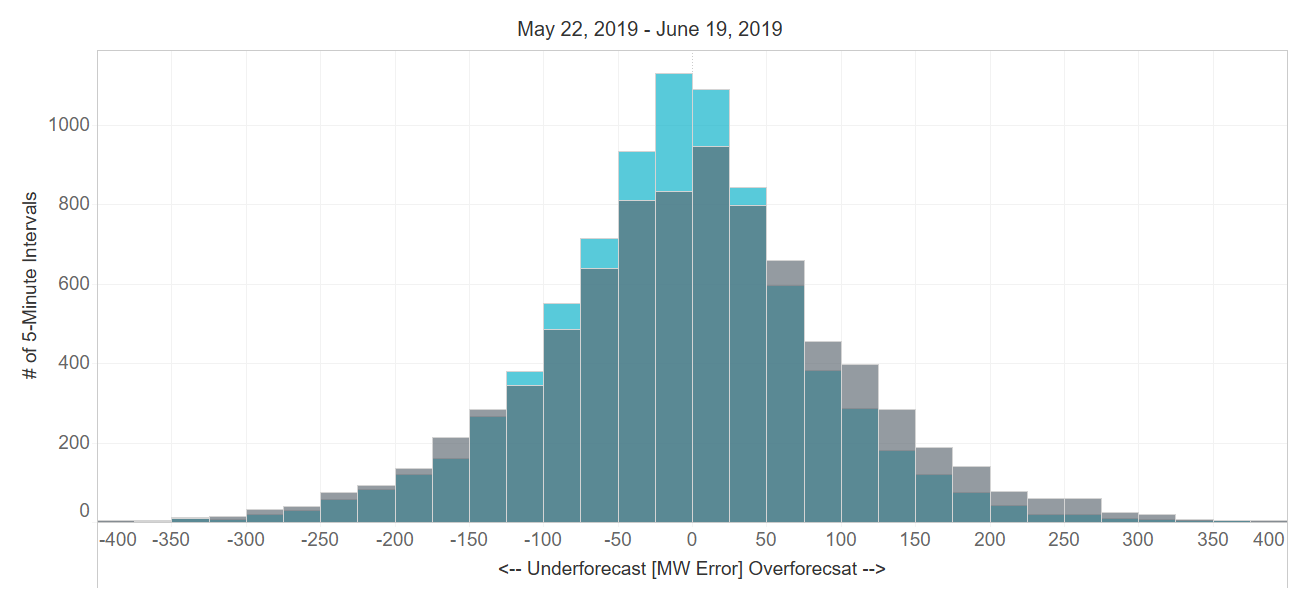 May 22, 2019 - June 19, 2019
1000
800
600
400
200
0
# of 5-Minute Intervals
-400 -350 -300 -250 -200 -150 -100 -50 0 50 100 150 200 250 300 350 400
<-- Underforecast [MW Error] Overforecsat -->